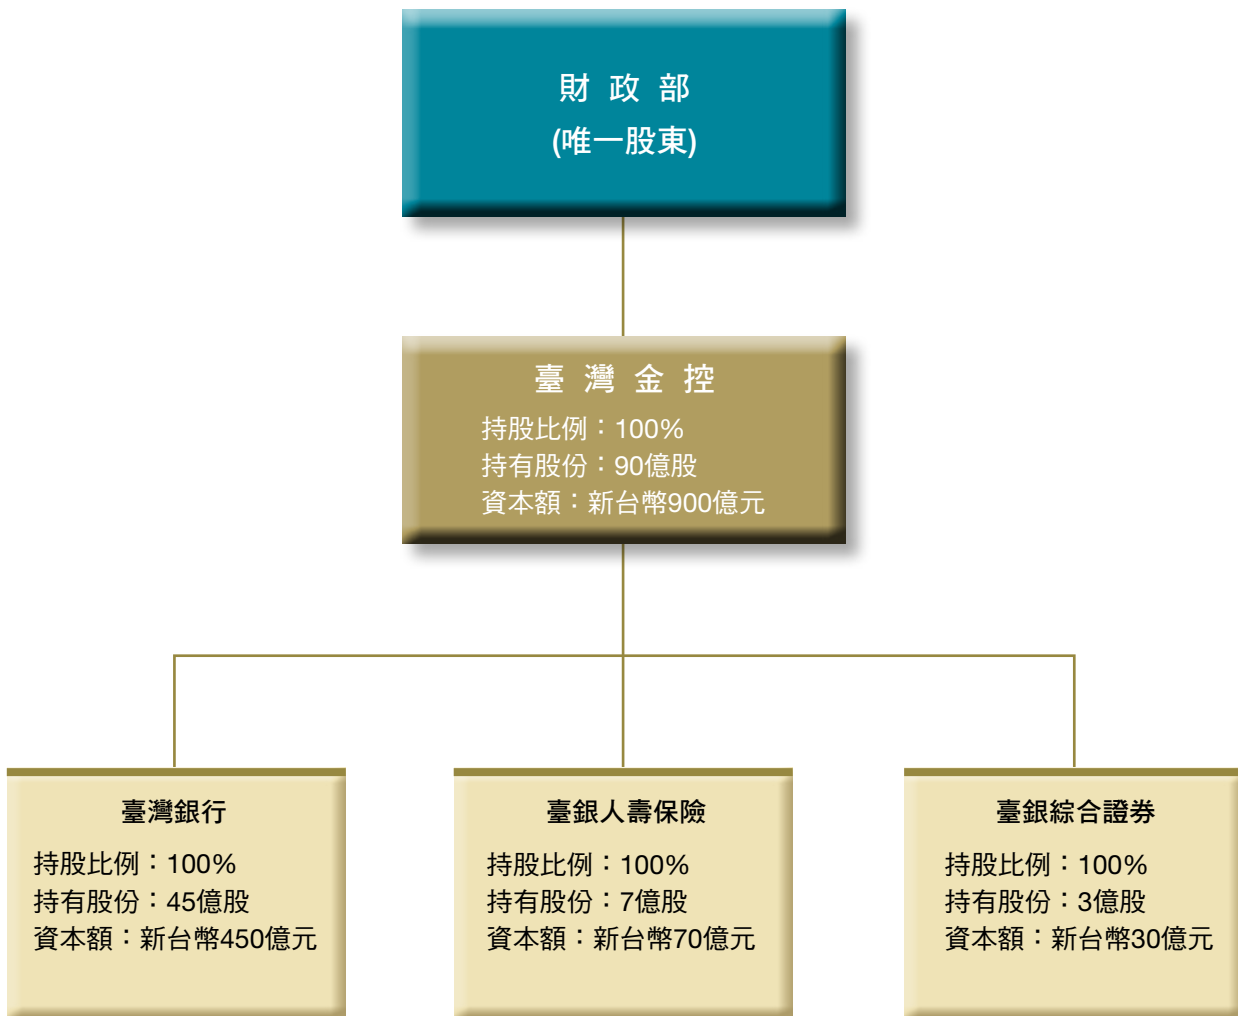 財 政 部
(唯一股東)
臺 灣 金 控
持股比例：100%
持有股份：90億股
資本額：新台幣900億元
臺灣銀行
持股比例：100%
持有股份：45億股
資本額：新台幣450億元
臺銀人壽保險
持股比例：100%
持有股份：7億股
資本額：新台幣70億元
臺銀綜合證券
持股比例：100%
持有股份：3億股
資本額：新台幣30億元